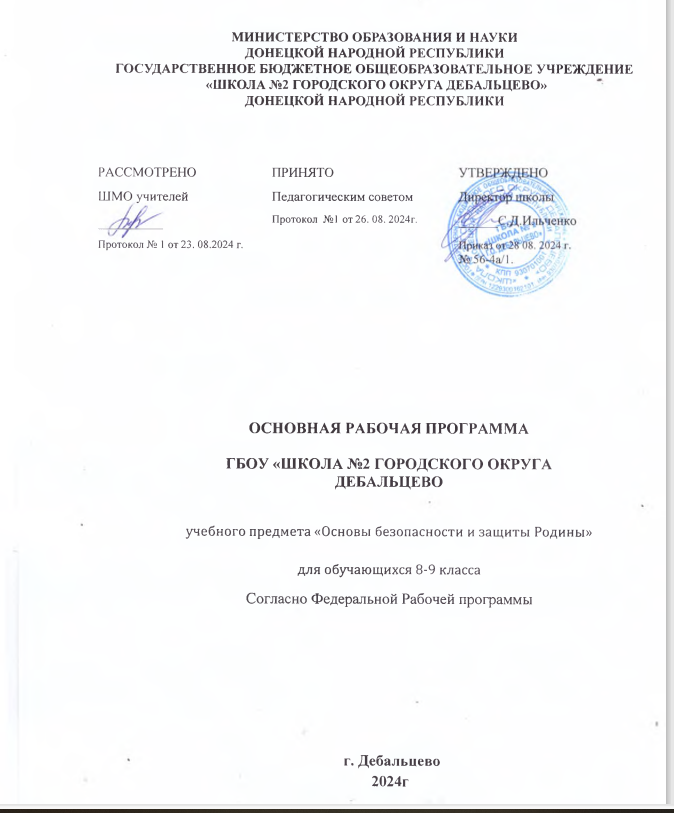 МИНИСТЕРСТВО ОБРАЗОВАНИЯ И НАУКИ
ДОНЕЦКОЙ НАРОДНОЙ РЕСПУБЛИКИ
ГОСУДАРСТВЕННОЕ БЮДЖЕТНОЕ ОБЩЕОБРАЗОВАТЕЛЬНОЕ УЧРЕЖДЕНИЕ
«ШКОЛА №2 ГОРОДСКОГО ОКРУГА ДЕБАЛЬЦЕВО»
ДОНЕЦКОЙ НАРОДНОЙ РЕСПУБЛИКИ
РАССМОТРЕНО
ШМО учителей
Протокол № 1 от 23. 08.2024 г.
ПРИНЯТО
Педагогическим советом
Протокол №1 от 26. 08. 2024г.
УТВЕРЖДЕНО
Директор школы
С.Д.Ильченко
Приказ от 28 08. 2024 г.
№ 56-4а/1.
ОСНОВНАЯ РАБОЧАЯ ПРОГРАММА
ГБОУ «ШКОЛА №2 ГОРОДСКОГО ОКРУГА
ДЕБАЛЬЦЕВО
учебного предмета «Основы безопасности и защиты Родины»
для обучающихся 8-9 класса
Согласно Федеральной Рабочей программы
г. Дебальцево
2024г